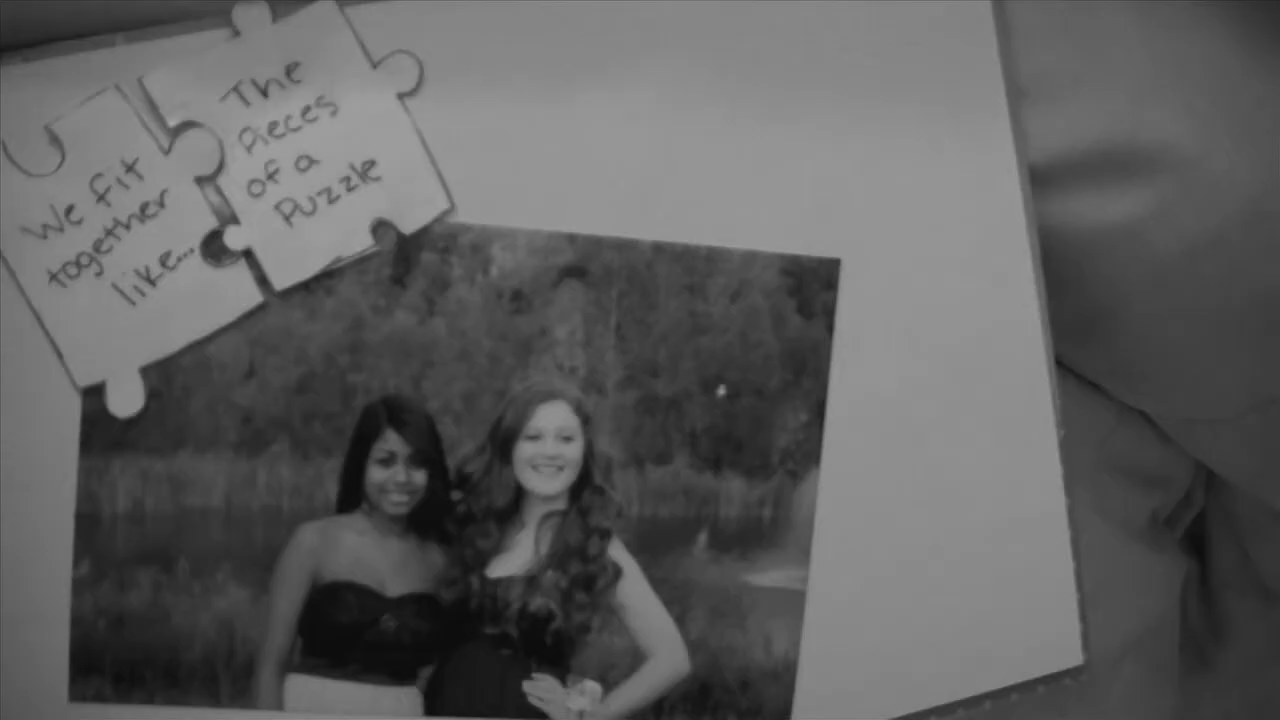 We fit
together
like...
The
pieces
of a
Puzzle